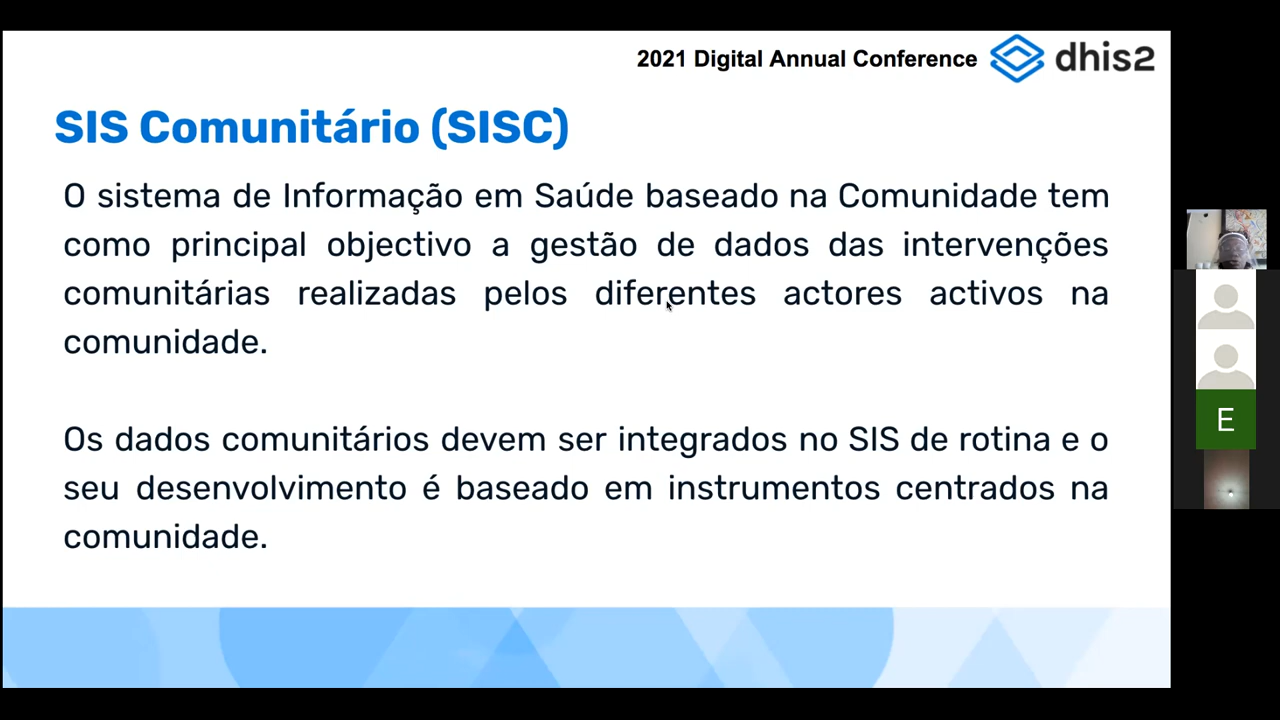 2021 Digital Annual Conference dhis2
SIS Comunitário (SISC)
O sistema de Informação em Saúde baseado na Comunidade tem
como principal objectivo a gestão de dados das intervenções
comunitárias realizadas pelos diferentes actores activos na
comunidade.
Os dados comunitários devem ser integrados no SIS de rotina e o
seu desenvolvimento é baseado em instrumentos centrados na
comunidade.
E